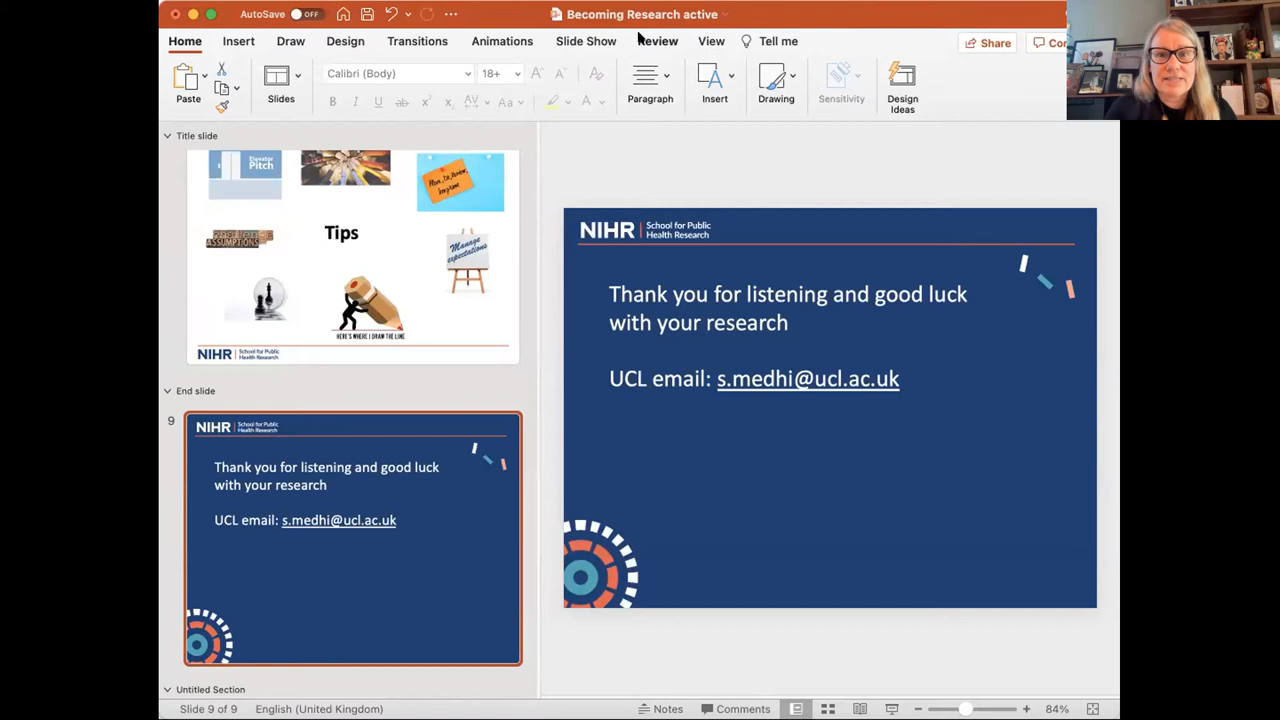 AutoSave OFF
Becoming Research active
Home Insert Draw Design Transitions Animations Slide Show Review View Tell me
Share
Calibri (Body) 18+
Paste Slides Paragraph Insert Drawing Sensitivity Design
Ideas
Title slide
Elevator
Pitch
ASSUMPTIONS
Tips
Manage
expectations
HERE'S WHERE I DRAW THE LINE
NIHR School for Public
Health Research
End slide
9
NIHR School for Public
Health Research
Thank you for listening and good luck
with your research
UCL email: s.medhi@ucl.ac.uk
Untitled Section
NIHR School for Public
Health Research
Thank you for listening and good luck
with your research
UCL email: s.medhi@ucl.ac.uk
Slide 9 of 9 English (United Kingdom) Notes Comments 84%